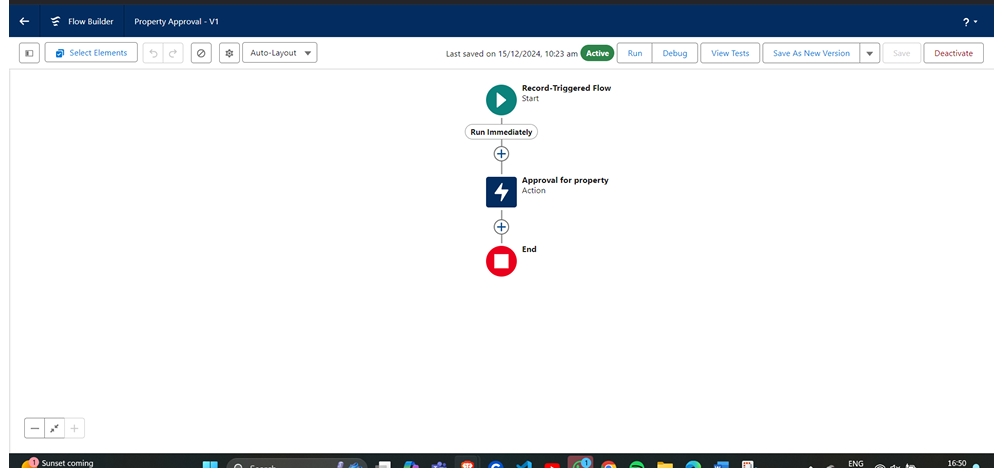 Flow Builder Property Approval - V1 ?
Select Elements Auto-Layout Last saved on 15/12/2024, 10:23 am Active Run Debug View Tests Save As New Version Save Deactivate
Record-Triggered Flow
Start
Run Immediately
Approval for property
Action
End
1 Sunset coming Search 1 ENG 16:50